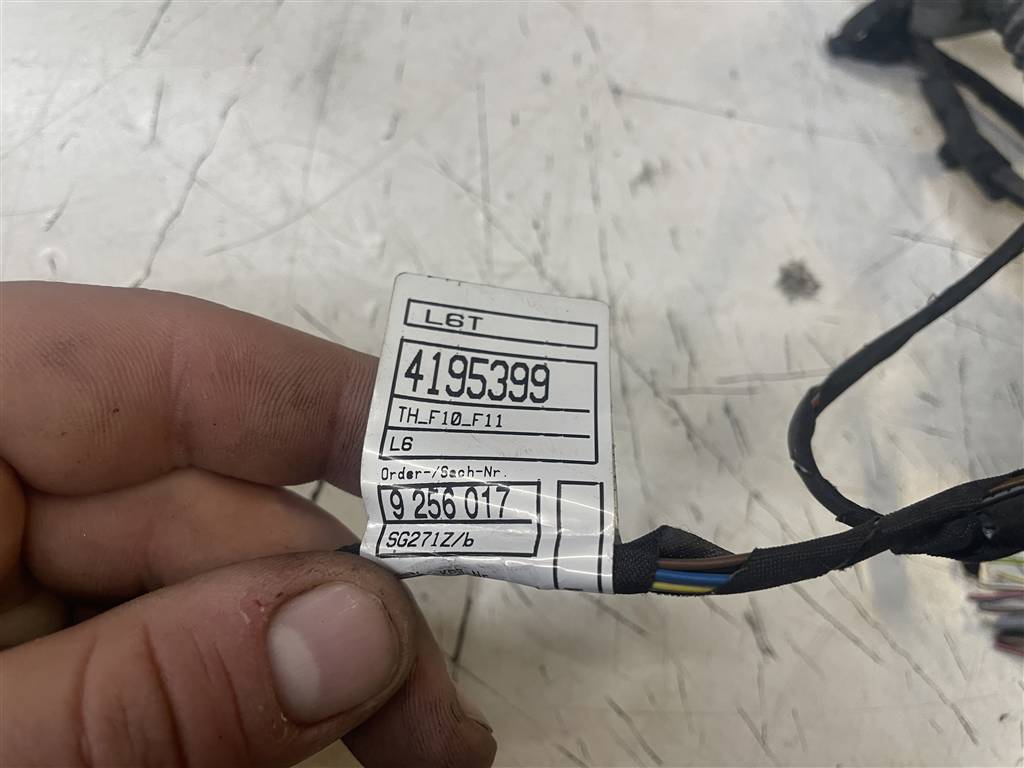 L6T
4195399
TH_F10_F11
L6
Order-/Sach-Nr.
9 256 017
SG271Z/b